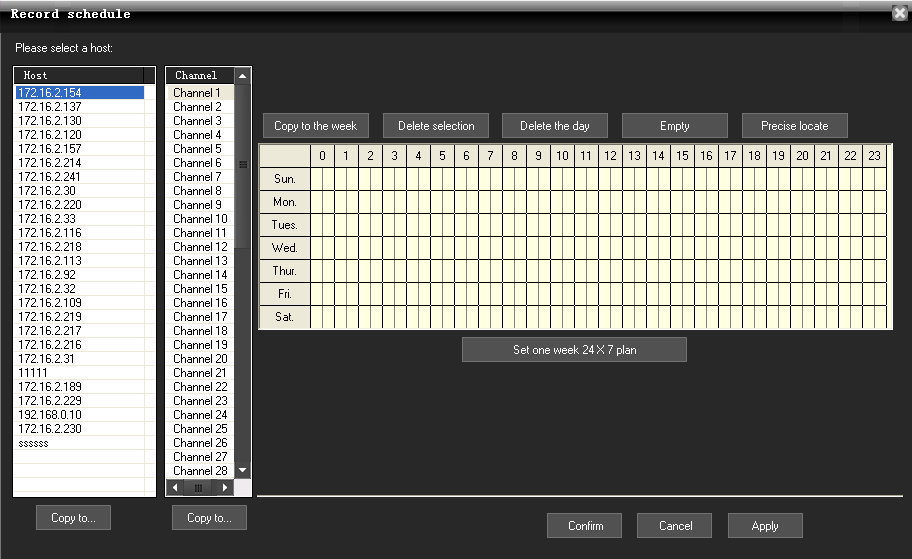 Record schedule
Please select a host:
Host
172.16.2.154
172.16.2.137
172.16.2.130
172.16.2.120
172.16.2.157
172.16.2.214
172.16.2.241
172.16.2.30
172.16.2.220
172.16.2.33
172.16.2.116
172.16.2.218
172.16.2.113
172.16.2.92
172.16.2.32
172.16.2.109
172.16.2.219
172.16.2.217
172.16.2.216
172.16.2.31
11111
172.16.2.189
172.16.2.229
192.168.0.10
172.16.2.230
ssssss
Copy to...
Channel
Channel 1
Channel 2
Channel 3
Channel 4
Channel 5
Channel 6
Channel 7
Channel 8
Channel 9
Channel 10
Channel 11
Channel 12
Channel 13
Channel 14
Channel 15
Channel 16
Channel 17
Channel 18
Channel 19
Channel 20
Channel 21
Channel 22
Channel 23
Channel 24
Channel 25
Channel 26
Channel 27
Channel 28
Copy to...
Copy to the week Delete selection Delete the day Empty Precise locate
0 1 2 3 4 5 6 7 8 9 10 11 12 13 14 15 16 17 18 19 20 21 22 23
Sun.
Mon.
Tues.
Wed.
Thur.
Fri.
Sat.
Set one week 24 X 7 plan
Confirm Cancel Apply